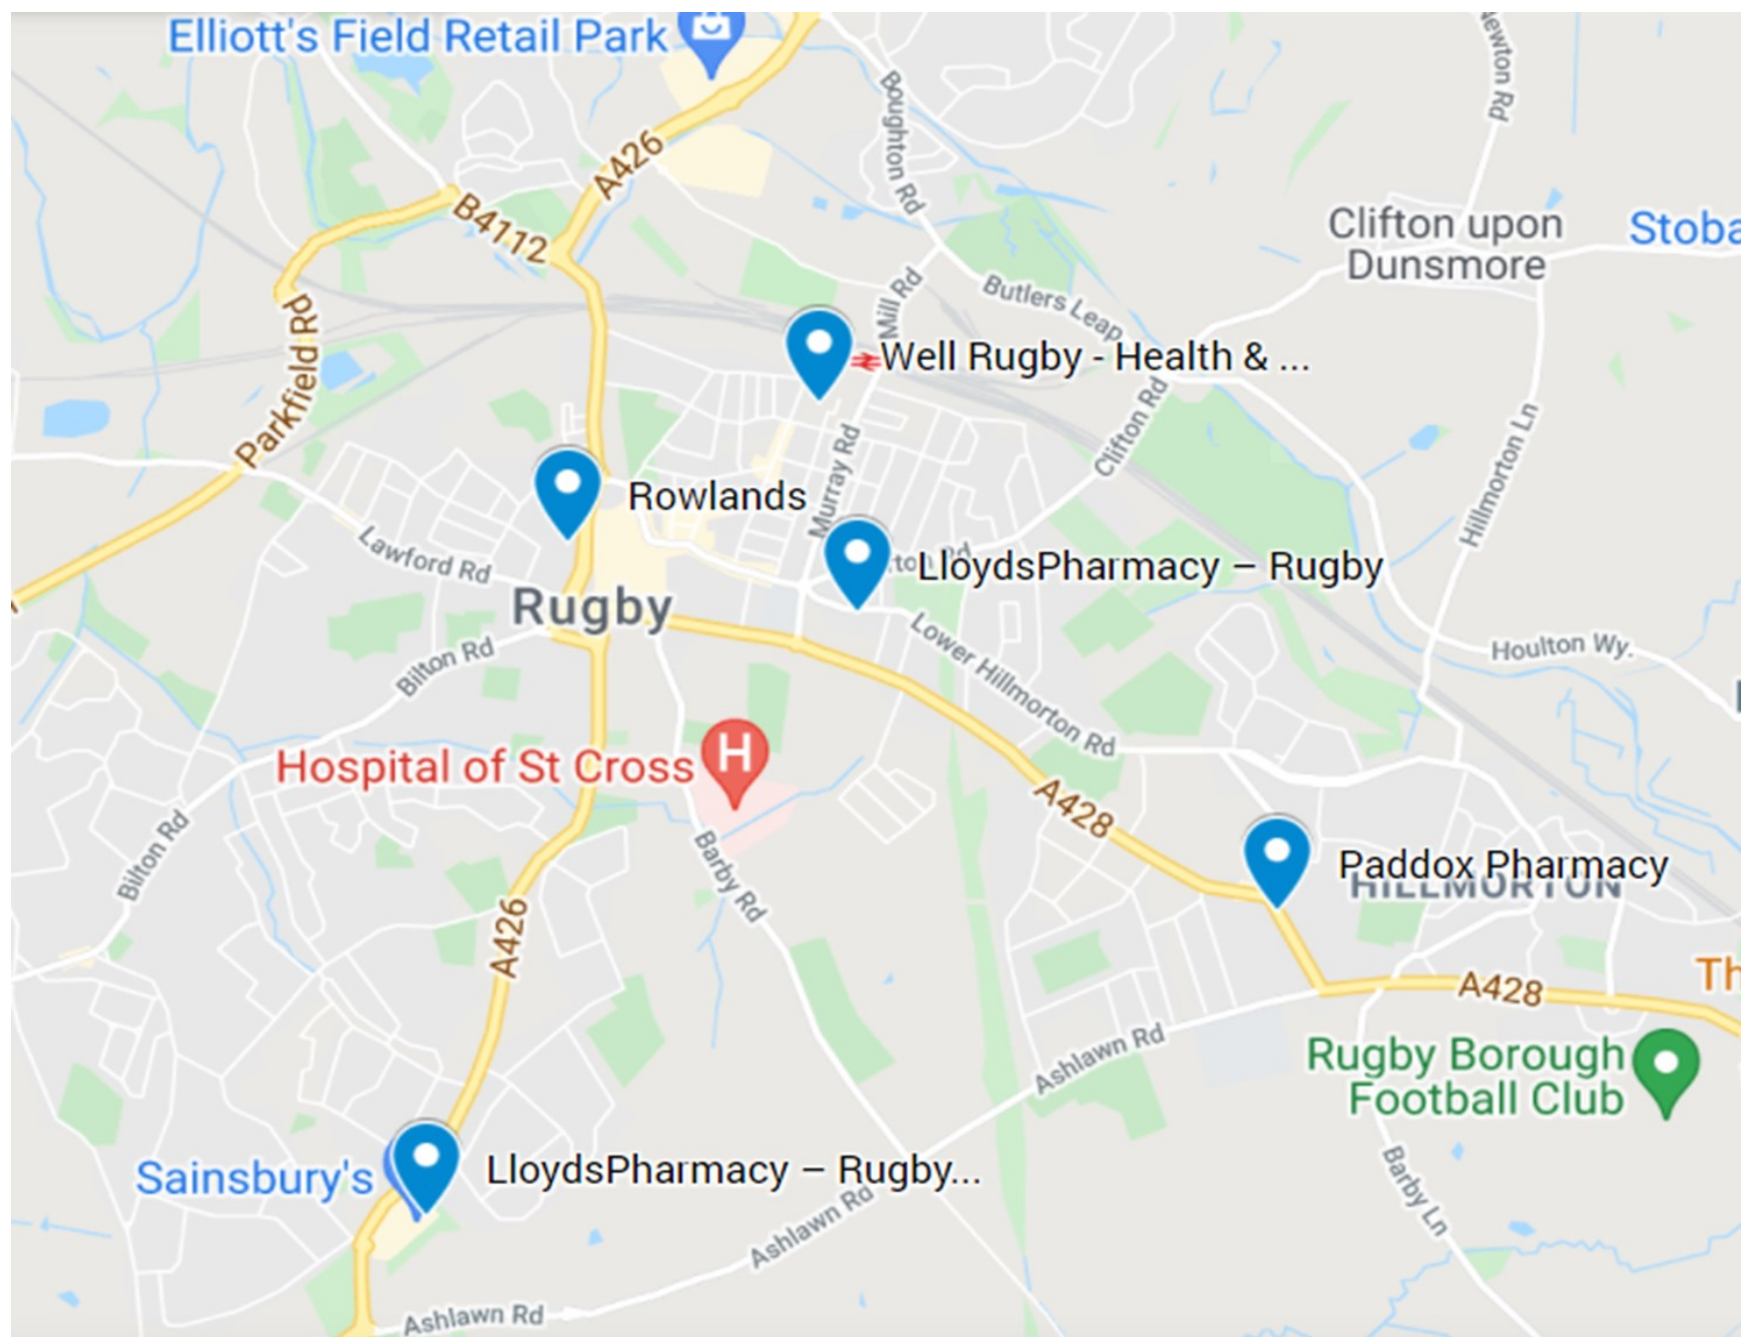 Elliott's Field Retail Park
A426
B4112
Boughton Rd
Newton Rd
Clifton upon
Dunsmore
Stoba
Parkfield Rd
Mill Rd
Butlers Leap
Well Rugby - Health & ...
Clifton Rd
Hillmorton Ln
Murray Rd
Rowlands
Lawford Rd
LloydsPharmacy – Rugby
Rugby
Lower Hillmorton Rd
Houlton Wy.
Bilton Rd
Hospital of St Cross
H
A428
Bilton Rd
Barby Rd
Paddox Pharmacy
HILLMORTON
A426
A428
Th
Ashlawn Rd
Rugby Borough
Football Club
Sainsbury's
LloydsPharmacy – Rugby...
Ashlawn Rd
Barby Ln
Ashlawn Rd